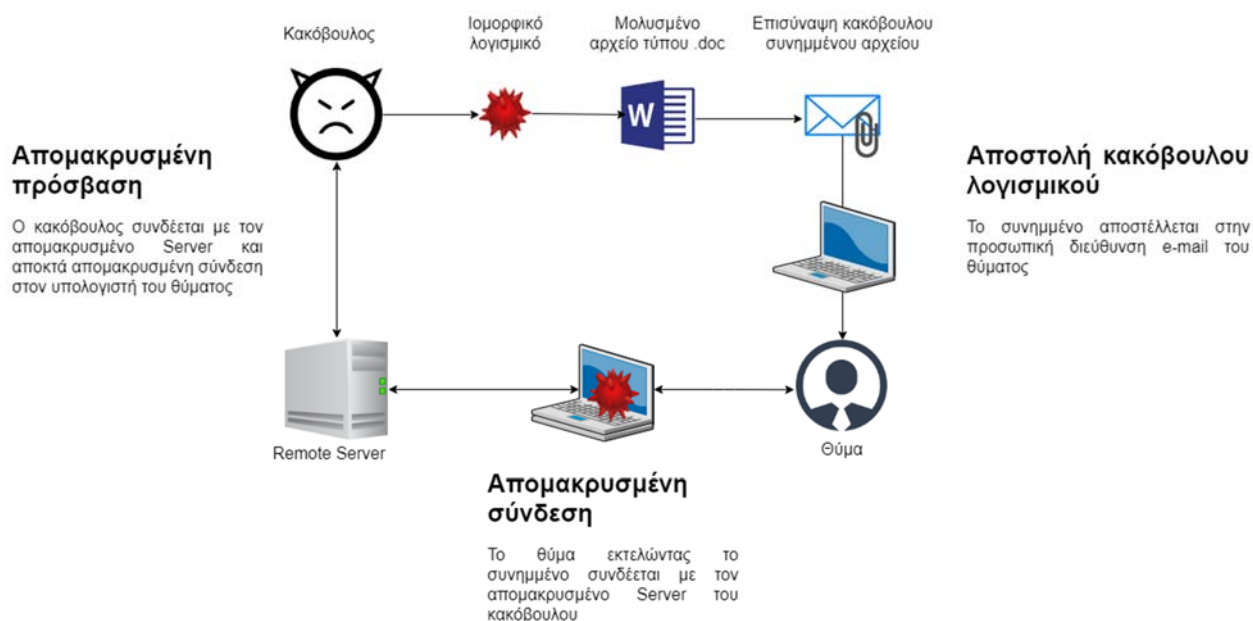 Κακόβουλος
Ιομορφικό
λογισμικό
Μολυσμένο
αρχείο τύπου .doc
Επισύναψη κακόβουλου
συνημμένου αρχείου
W
Απομακρυσμένη
πρόσβαση
Ο κακόβουλος συνδέεται με τον
απομακρυσμένο Server και
αποκτά απομακρυσμένη σύνδεση
στον υπολογιστή του θύματος
Αποστολή κακόβουλου
λογισμικού
Το συνημμένο αποστέλλεται στην
προσωπική διεύθυνση e-mail του
θύματος
Remote Server
Θύμα
Απομακρυσμένη
σύνδεση
Το θύμα εκτελώντας το
συνημμένο συνδέεται με τον
απομακρυσμένο Server του
κακόβουλου